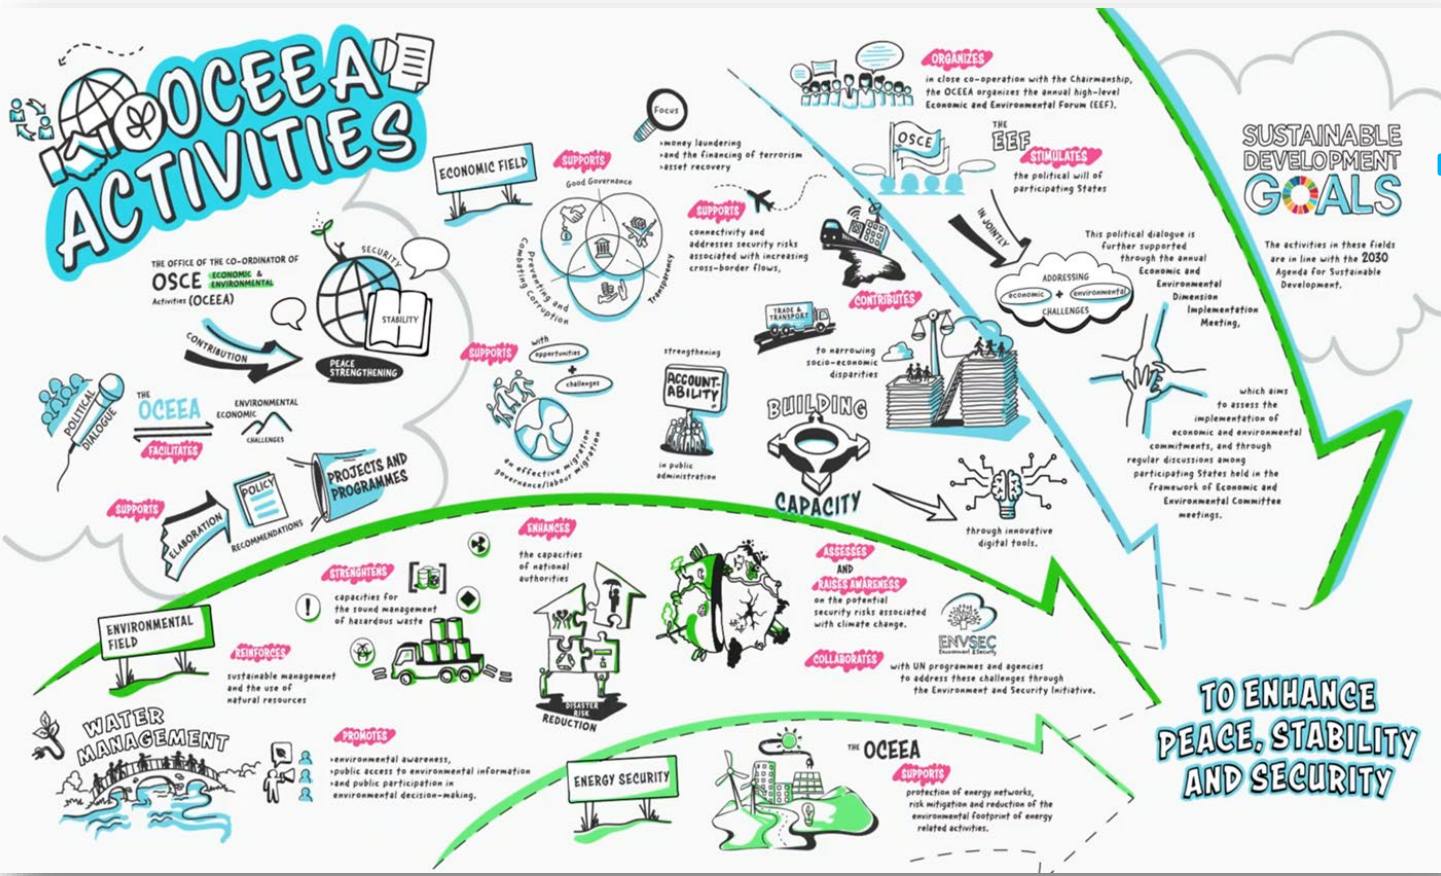 OCEEA
ACTIVITIES
THE OFFICE OF THE CO-ORDINATOR OF
OSCE ECONOMIC &
ENVIRONMENTAL
Activities (OCEEA)
SECURITY
STABILITY
CONTRIBUTION
PEACE
STRENGTHENING
POLITICAL
DIALOGUE
THE
OCEEA
FACILITATES
ENVIRONMENTAL
ECONOMIC
CHALLENGES
SUPPORTS
ELABORATION
POLICY
RECOMMENDATIONS
PROJECTS AND
PROGRAMMES
ECONOMIC FIELD
SUPPORTS
Good Governance
Preventing and
Combating Corruption
Transparency
Focus
›money laundering
›and the financing of terrorism
›asset recovery
SUPPORTS
connectivity and
addresses security risks
associated with increasing
cross-border flows,
SUPPORTS
with
opportunities
+
challenges
an effective migration
governance/labour migration
strengthening
ACCOUNT-
ABILITY
in public
administration
TRADE &
TRANSPORT
CONTRIBUTES
to narrowing
socio-economic
disparities
BUILDING
CAPACITY
through innovative
digital tools.
ORGANIZES
in close co-operation with the Chairmanship,
the OCEEA organizes the annual high-level
Economic and Environmental Forum (EEF).
OSCE
THE
EEF
STIMULATES
the political will of
participating States
IN JOINTLY
ADDRESSING
economic + environmental
CHALLENGES
This political dialogue is
further supported
through the annual
Economic and
Environmental
Dimension
Implementation
Meeting,
which aims
to assess the
implementation of
economic and environmental
commitments, and through
regular discussions among
participating States held in the
framework of Economic and
Environmental Committee
meetings.
SUSTAINABLE
DEVELOPMENT
GOALS
The activities in these fields
are in line with the 2030
Agenda for Sustainable
Development.
ENVIRONMENTAL
FIELD
REINFORCES
sustainable management
and the use of
natural resources
WATER
MANAGEMENT
STRENGHTENS
capacities for
the sound management
of hazardous waste
!
PROMOTES
›environmental awareness,
›public access to environmental information
›and public participation in
environmental decision-making.
ENHANCES
the capacities
of national
authorities
DISASTER
RISK
REDUCTION
ASSESSES
AND
RAISES AWARENESS
on the potential
security risks associated
with climate change.
ENVSEC
Environment & Security
COLLABORATES with UN programmes and agencies
to address these challenges through
the Environment and Security Initiative.
ENERGY SECURITY
THE OCEEA
SUPPORTS
protection of energy networks,
risk mitigation and reduction of the
environmental footprint of energy
related activities.
TO ENHANCE
PEACE, STABILITY
AND SECURITY